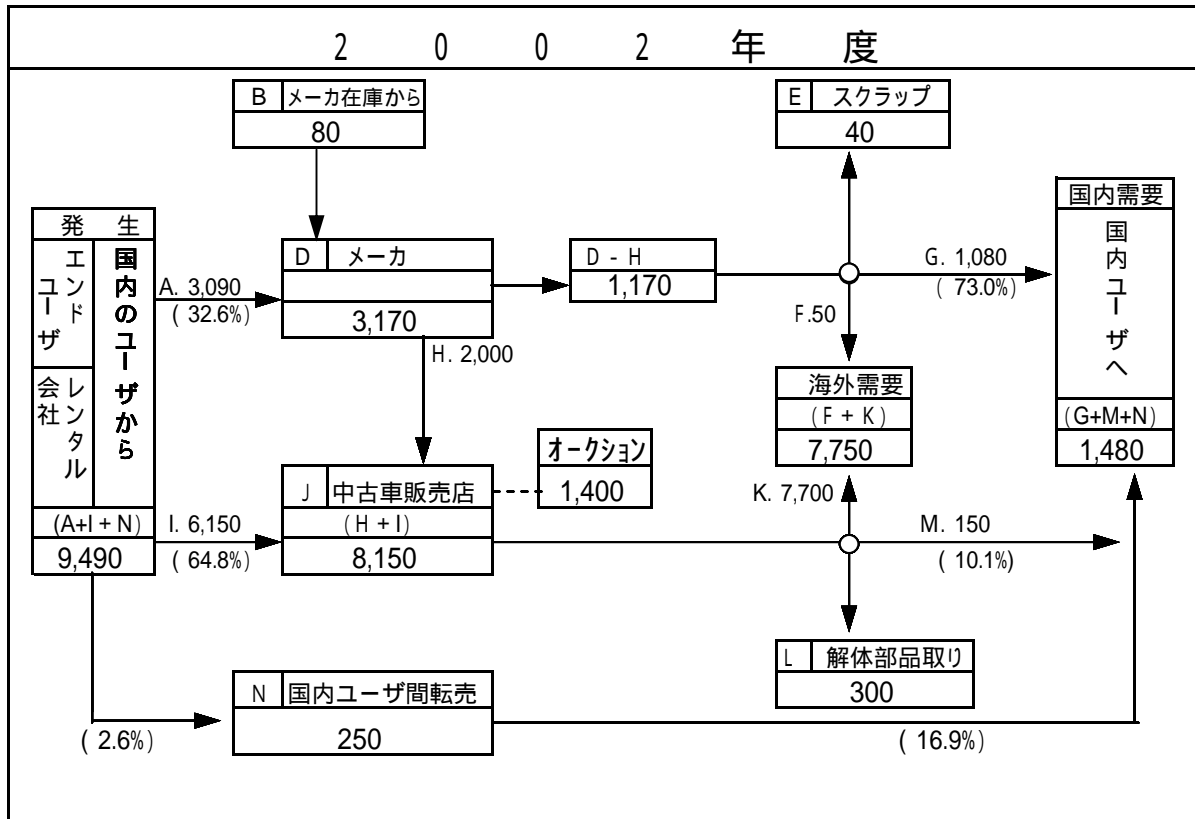 2 0 0 2 年 度
B メーカ在庫から
80
E スクラップ
40
国内需要
国内ユーザへ
(G+M+N)
1,480
発 生
エンドユーザ
レンタル会社
国内のユーザから
(A+I+N)
9,490
A. 3,090
( 32.6%)
D メーカ
3,170
D - H
1,170
G. 1,080
( 73.0%)
F.50
H. 2,000
海外需要
(F + K)
7,750
オークション
1,400
I. 6,150
( 64.8%)
J 中古車販売店
(H + I)
8,150
K. 7,700
M. 150
( 10.1%)
L 解体部品取り
300
N 国内ユーザ間転売
250
( 2.6%)
( 16.9%)